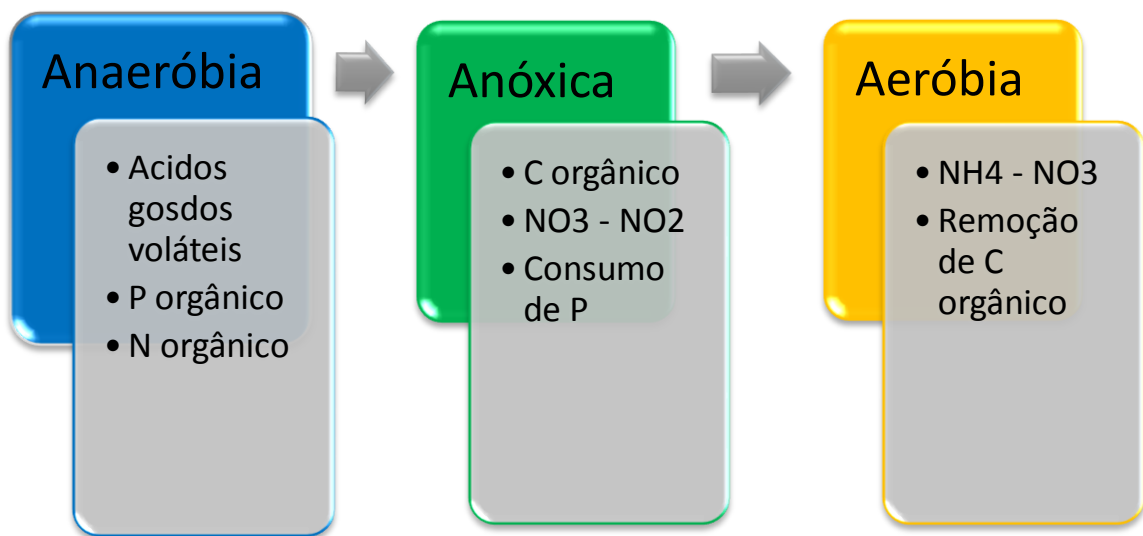 Anaeróbia
• Acidos
gosdos
voláteis
• P orgânico
• N orgânico
Anóxica
• C orgânico
• NO3 - NO2
• Consumo
de P
Aeróbia
• NH4 - NO3
• Remoção
de C
orgânico